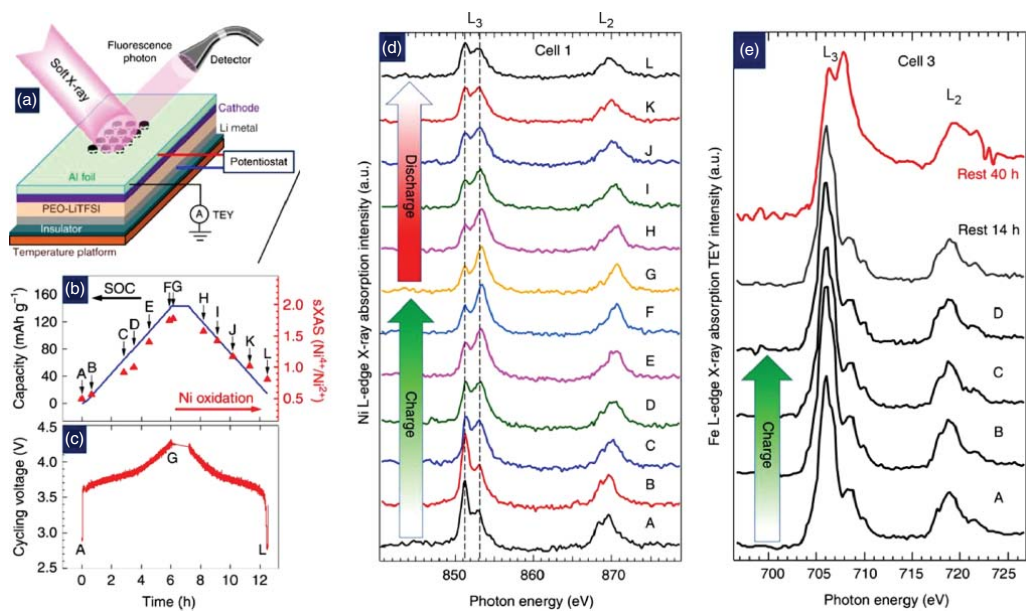 (a)
Soft X-ray
Fluorescence
photon
Detector
Cathode
Li metal
Potentiostat
Al foil
PEO-LiTFSI
A
TEY
Insulator
Temperature platform
(b)
SOC
Capacity (mAh g⁻¹)
160
120
80
40
0
A
B
C
D
E
FG
H
I
J
K
L
Ni oxidation
2.0
1.5
1.0
0.5
sXAS (Ni⁴⁺/Ni²⁺)
(c)
Cycling voltage (V)
4.5
4.0
3.5
3.0
2.5
A
G
L
0 2 4 6 8 10 12
Time (h)
L₃ L₂
(d)
Cell 1
Ni L-edge X-ray absorption intensity (a.u.)
Discharge
Charge
L
K
J
I
H
G
F
E
D
C
B
A
850 860 870
Photon energy (eV)
(e)
L₃
Cell 3
L₂
Fe L-edge X-ray absorption TEY intensity (a.u.)
Rest 40 h
Rest 14 h
Charge
D
C
B
A
700 705 710 715 720 725
Photon energy (eV)